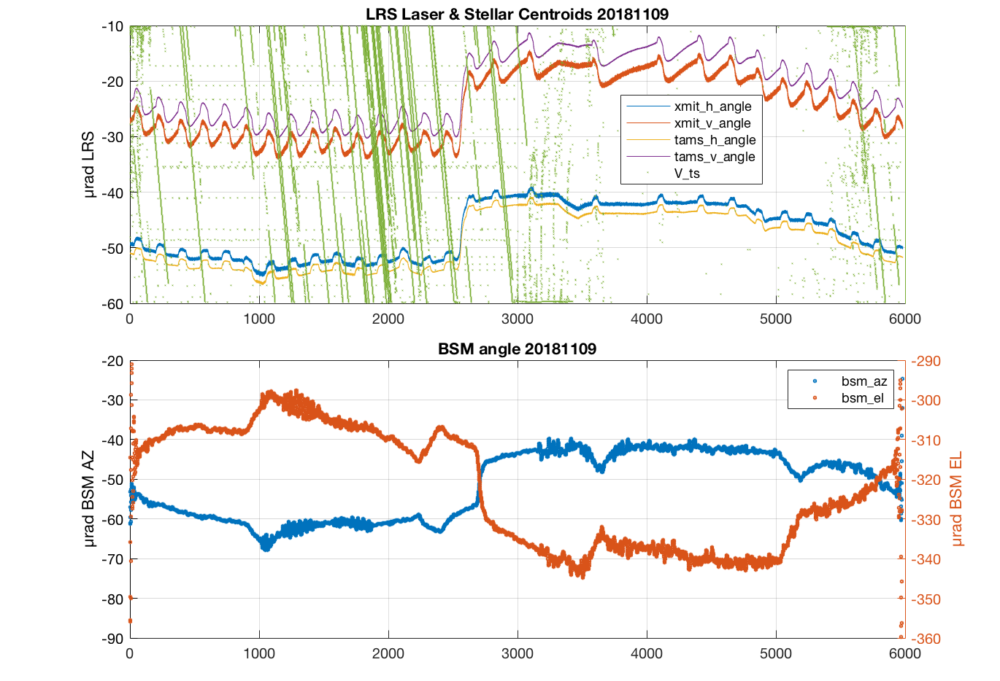 LRS Laser & Stellar Centroids 20181109
-10
-20
-30
-40
-50
-60
µrad LRS
xmit_h_angle
xmit_v_angle
tams_h_angle
tams_v_angle
V_ts
0 1000 2000 3000 4000 5000 6000
BSM angle 20181109
-20
-30
-40
-50
-60
-70
-80
-90
µrad BSM AZ
bsm_az
bsm_el
-290
-300
-310
-320
-330
-340
-350
-360
µrad BSM EL
0 1000 2000 3000 4000 5000 6000